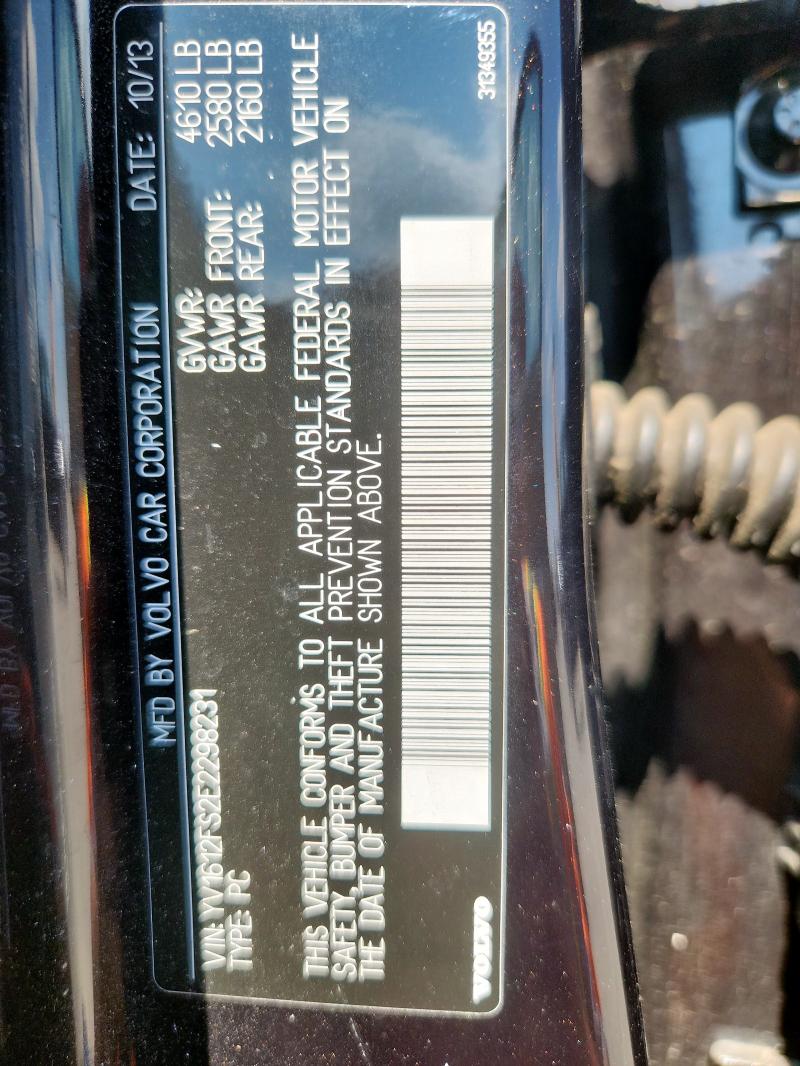 MFD BY VOLVO CAR CORPORATION DATE: 10/13
GVWR: 4610 LB
GAWR FRONT: 2580 LB
GAWR REAR: 2160 LB
VIN: YV1612FS2E2298231
TYPE: PC
THIS VEHICLE CONFORMS TO ALL APPLICABLE FEDERAL MOTOR VEHICLE
SAFETY, BUMPER AND THEFT PREVENTION STANDARDS IN EFFECT ON
THE DATE OF MANUFACTURE SHOWN ABOVE.
VOLVO
31349355